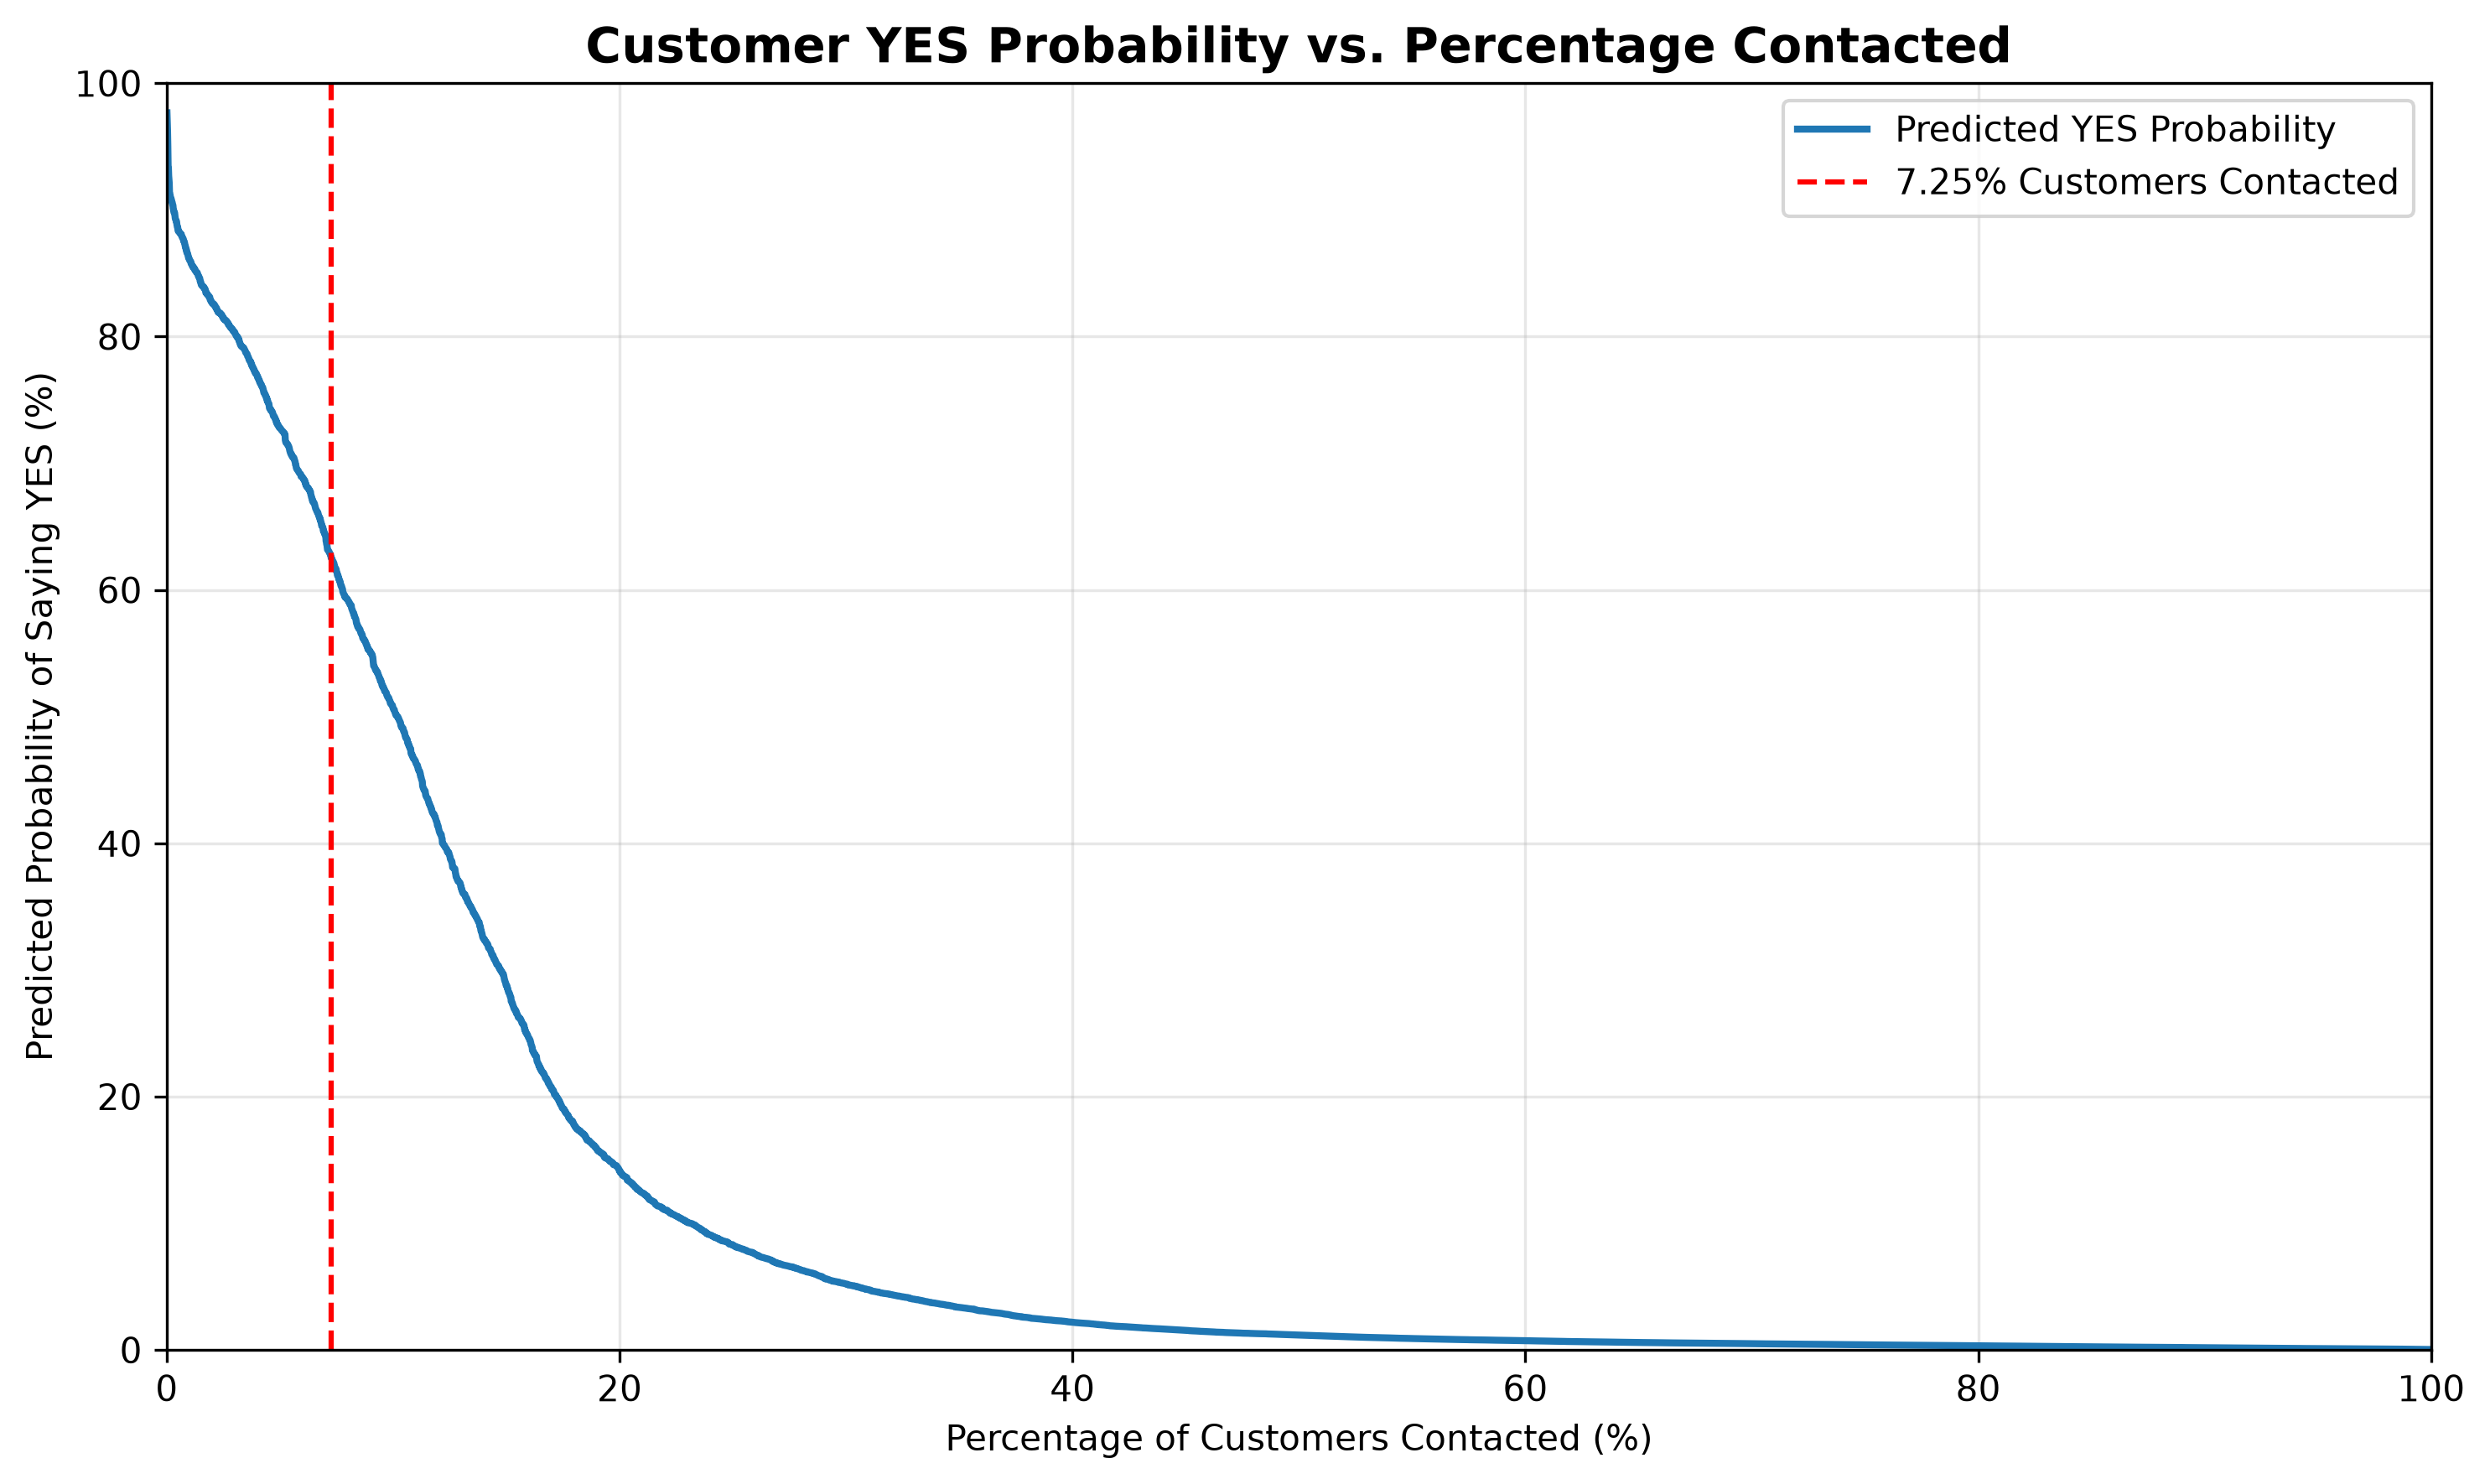 Customer YES Probability vs. Percentage Contacted
Predicted YES Probability
7.25% Customers Contacted
Predicted Probability of Saying YES (%)
100
80
60
40
20
0
0 20 40 60 80 100
Percentage of Customers Contacted (%)